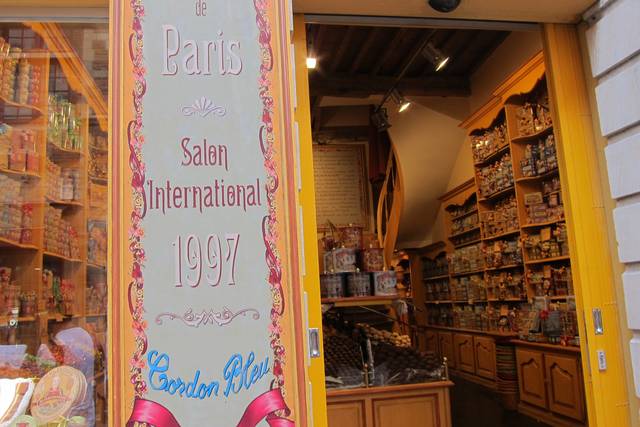 de
Paris
Salon
International
1997
Cordon Bleu